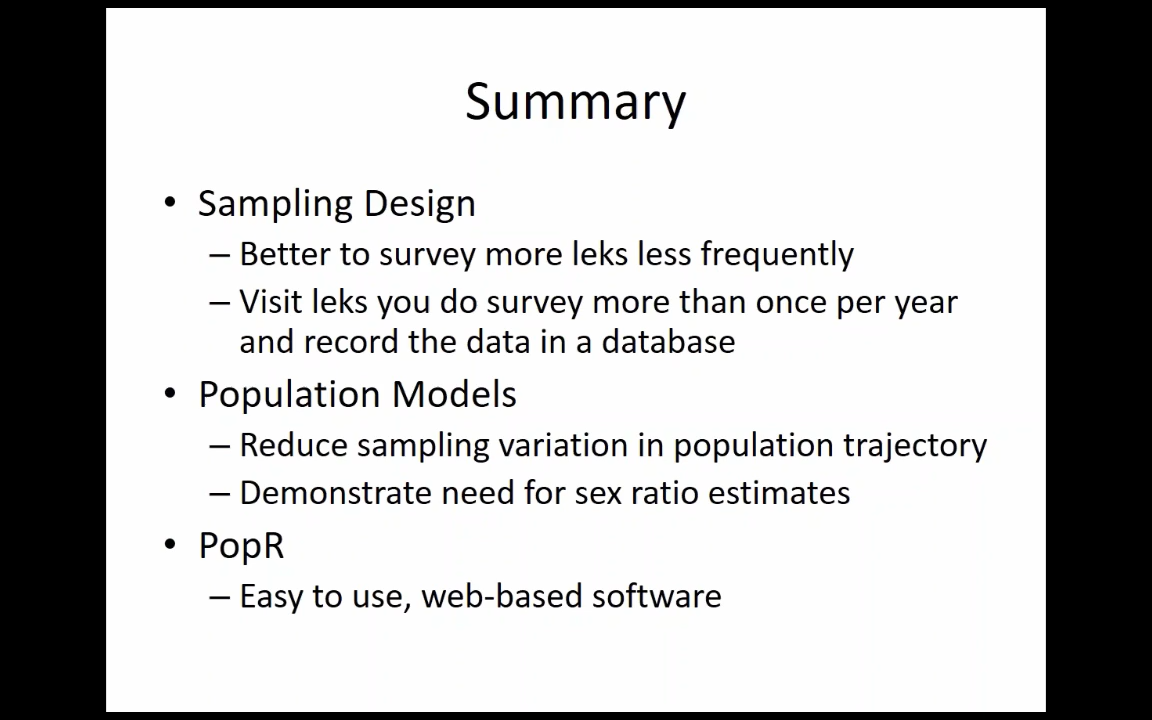 Summary
• Sampling Design
– Better to survey more leks less frequently
– Visit leks you do survey more than once per year
and record the data in a database
• Population Models
– Reduce sampling variation in population trajectory
– Demonstrate need for sex ratio estimates
• PopR
– Easy to use, web-based software